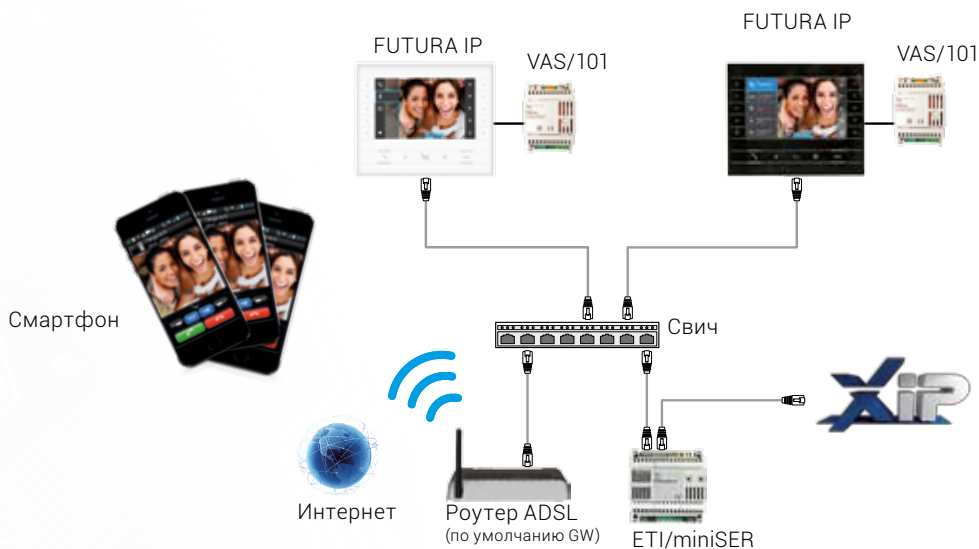 FUTURA IP
VAS/101
FUTURA IP
VAS/101
Смартфон
Свич
XiP
Интернет
Роутер ADSL
(по умолчанию GW)
ETI/miniSER